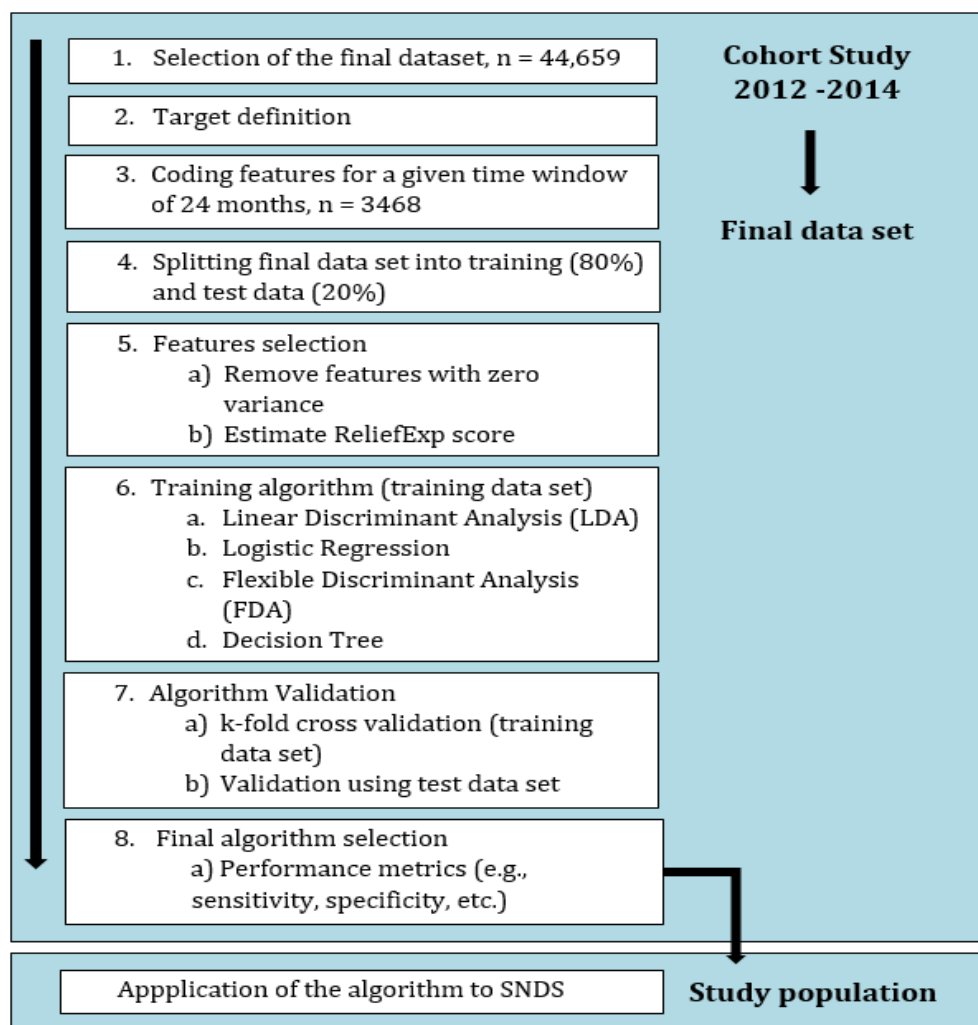 1. Selection of the final dataset, n = 44,659
2. Target definition
3. Coding features for a given time window
of 24 months, n = 3468
4. Splitting final data set into training (80%)
and test data (20%)
5. Features selection
a) Remove features with zero
variance
b) Estimate ReliefExp score
6. Training algorithm (training data set)
a. Linear Discriminant Analysis (LDA)
b. Logistic Regression
c. Flexible Discriminant Analysis
(FDA)
d. Decision Tree
7. Algorithm Validation
a) k-fold cross validation (training
data set)
b) Validation using test data set
8. Final algorithm selection
a) Performance metrics (e.g.,
sensitivity, specificity, etc.)
Cohort Study
2012 -2014
Final data set
Appplication of the algorithm to SNDS
Study population